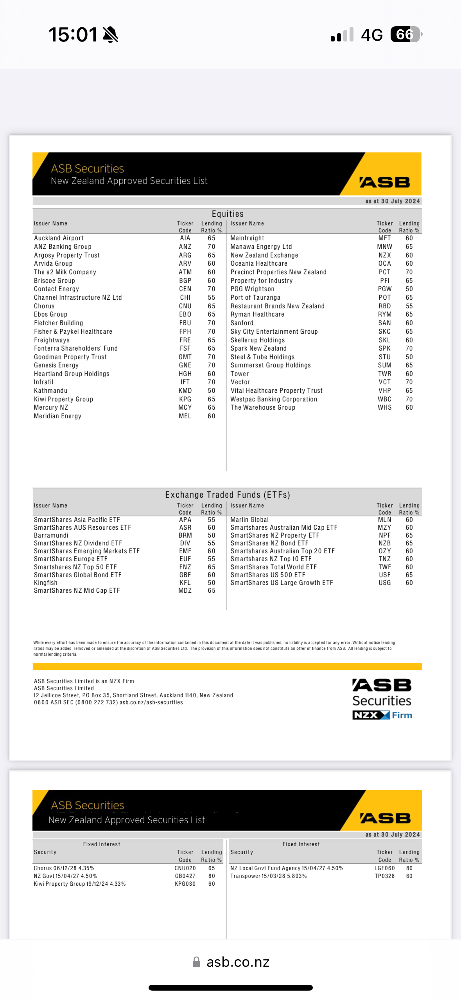 15:01 4G 66
ASB Securities
New Zealand Approved Securities List
ASB
as at 30 July 2024
Equities
Issuer Name Ticker Code Lending Ratio % Issuer Name Ticker Code Lending Ratio %
Auckland Airport AIA 65 Mainfreight MFT 60
ANZ Banking Group ANZ 70 Manawa Engergy Ltd MNW 65
Argosy Property Trust ARG 65 New Zealand Exchange NZX 60
Arvida Group ARV 60 Oceania Healthcare OCA 60
The a2 Milk Company ATM 60 Precinct Properties New Zealand PCT 70
Briscoe Group BGP 60 Property for Industry PFI 65
Contact Energy CEN 70 PGG Wrightson PGW 50
Channel Infrastructure NZ Ltd CHI 55 Port of Tauranga POT 65
Chorus CNU 65 Restaurant Brands New Zealand RBD 55
Ebos Group EBO 65 Ryman Healthcare RYM 65
Fletcher Building FBU 70 Sanford SAN 60
Fisher & Paykel Healthcare FPH 70 Sky City Entertainment Group SKC 65
Freightways FRE 65 Skellerup Holdings SKL 60
Fonterra Shareholders' Fund FSF 65 Spark New Zealand SPK 70
Goodman Property Trust GMT 70 Steel & Tube Holdings STU 50
Genesis Energy GNE 70 Summerset Group Holdings SUM 65
Heartland Group Holdings HGH 60 Tower TWR 60
Infratil IFT 70 Vector VCT 70
Kathmandu KMD 50 Vital Healthcare Property Trust VHP 65
Kiwi Property Group KPG 65 Westpac Banking Corporation WBC 70
Mercury NZ MCY 65 The Warehouse Group WHS 60
Meridian Energy MEL 60
Exchange Traded Funds (ETFs)
Issuer Name Ticker Code Lending Ratio % Issuer Name Ticker Code Lending Ratio %
SmartShares Asia Pacific ETF APA 55 Marlin Global MLN 60
SmartShares AUS Resources ETF ASR 60 Smartshares Australian Mid Cap ETF MZY 60
Barramundi BRM 50 SmartShares NZ Property ETF NPF 65
SmartShares NZ Dividend ETF DIV 55 SmartShares NZ Bond ETF NZB 65
SmartShares Emerging Markets ETF EMF 60 Smartshares Australian Top 20 ETF OZY 60
SmartShares Europe ETF EUF 55 Smartshares NZ Top 10 ETF TNZ 60
Smartshares NZ Top 50 ETF FNZ 65 SmartShares Total World ETF TWF 60
SmartShares Global Bond ETF GBF 60 SmartShares US 500 ETF USF 65
Kingfish KFL 50 SmartShares US Large Growth ETF USG 60
SmartShares NZ Mid Cap ETF MDZ 65
While every effort has been made to ensure the accuracy of the information contained in this document at the date it was published, no liability is accepted for any error. Without notice lending
ratios may be added, removed or amended at the discretion of ASB Securities Ltd. The provision of this information does not constitute an offer of finance from ASB. All lending is subject to
normal lending criteria.
ASB Securities Limited is an NZX Firm
ASB Securities Limited
12 Jellicoe Street, PO Box 35, Shortland Street, Auckland 1140, New Zealand
0800 ASB SEC (0800 272 732) asb.co.nz/asb-securities
ASB
Securities
NZX Firm
ASB Securities
New Zealand Approved Securities List
ASB
as at 30 July 2024
Fixed Interest Fixed Interest
Security Ticker Code Lending Ratio % Security Ticker Code Lending Ratio %
Chorus 06/12/28 4.35% CNU020 65 NZ Local Govt Fund Agency 15/04/27 4.50% LGF060 80
NZ Govt 15/04/27 4.50% GB0427 80 Transpower 15/03/28 5.893% TP0328 60
Kiwi Property Group 19/12/24 4.33% KPG030 60
asb.co.nz